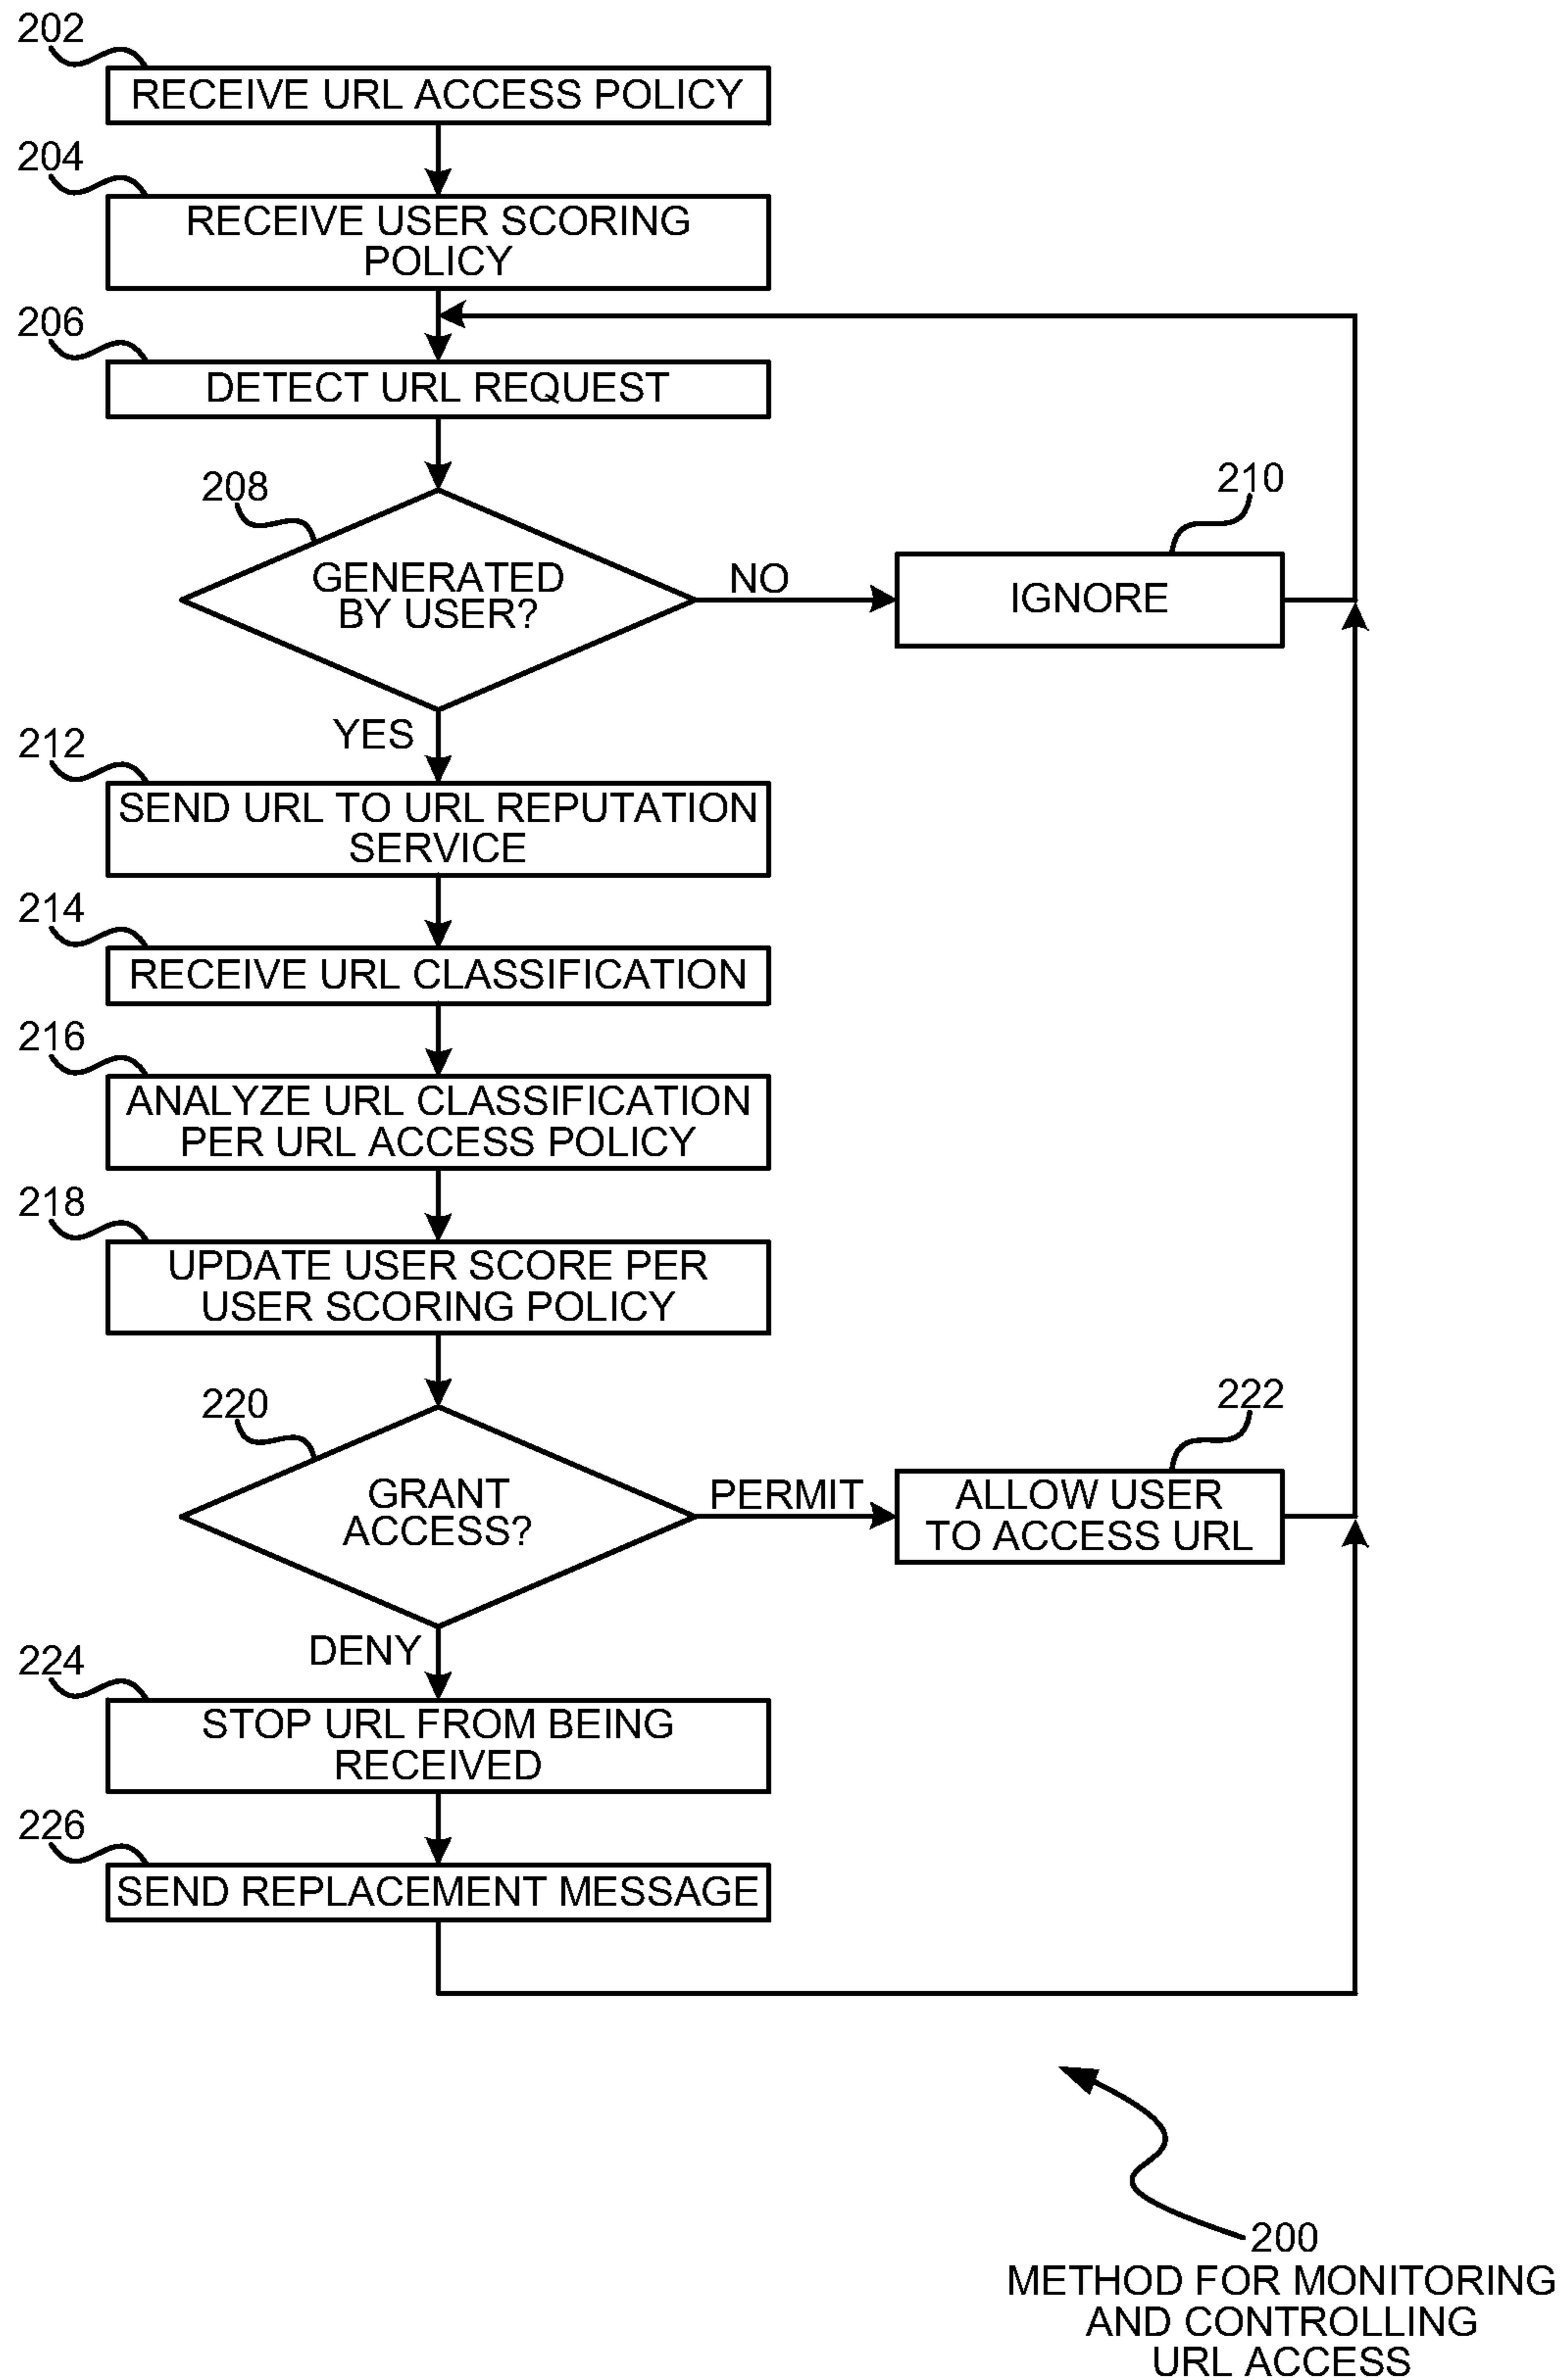 202
RECEIVE URL ACCESS POLICY
204
RECEIVE USER SCORING
POLICY
206
DETECT URL REQUEST
208
GENERATED
BY USER?
NO
210
IGNORE
YES
212
SEND URL TO URL REPUTATION
SERVICE
214
RECEIVE URL CLASSIFICATION
216
ANALYZE URL CLASSIFICATION
PER URL ACCESS POLICY
218
UPDATE USER SCORE PER
USER SCORING POLICY
220
GRANT
ACCESS?
PERMIT
222
ALLOW USER
TO ACCESS URL
DENY
224
STOP URL FROM BEING
RECEIVED
226
SEND REPLACEMENT MESSAGE
200
METHOD FOR MONITORING
AND CONTROLLING
URL ACCESS